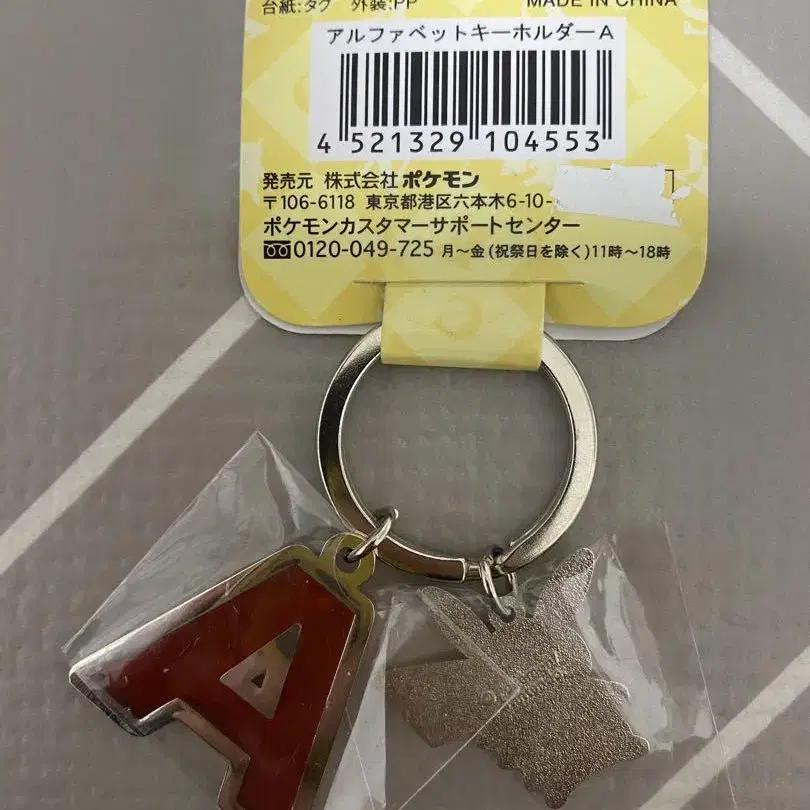 台紙:タグ 外装:PP MADE IN CHINA
アルファベットキーホルダーA
4 521329 104553
発売元 株式会社ポケモン
〒106-6118 東京都港区六本木6-10-
ポケモンカスタマーサポートセンター
0120-049-725 月〜金(祝祭日を除く)11時〜18時
A